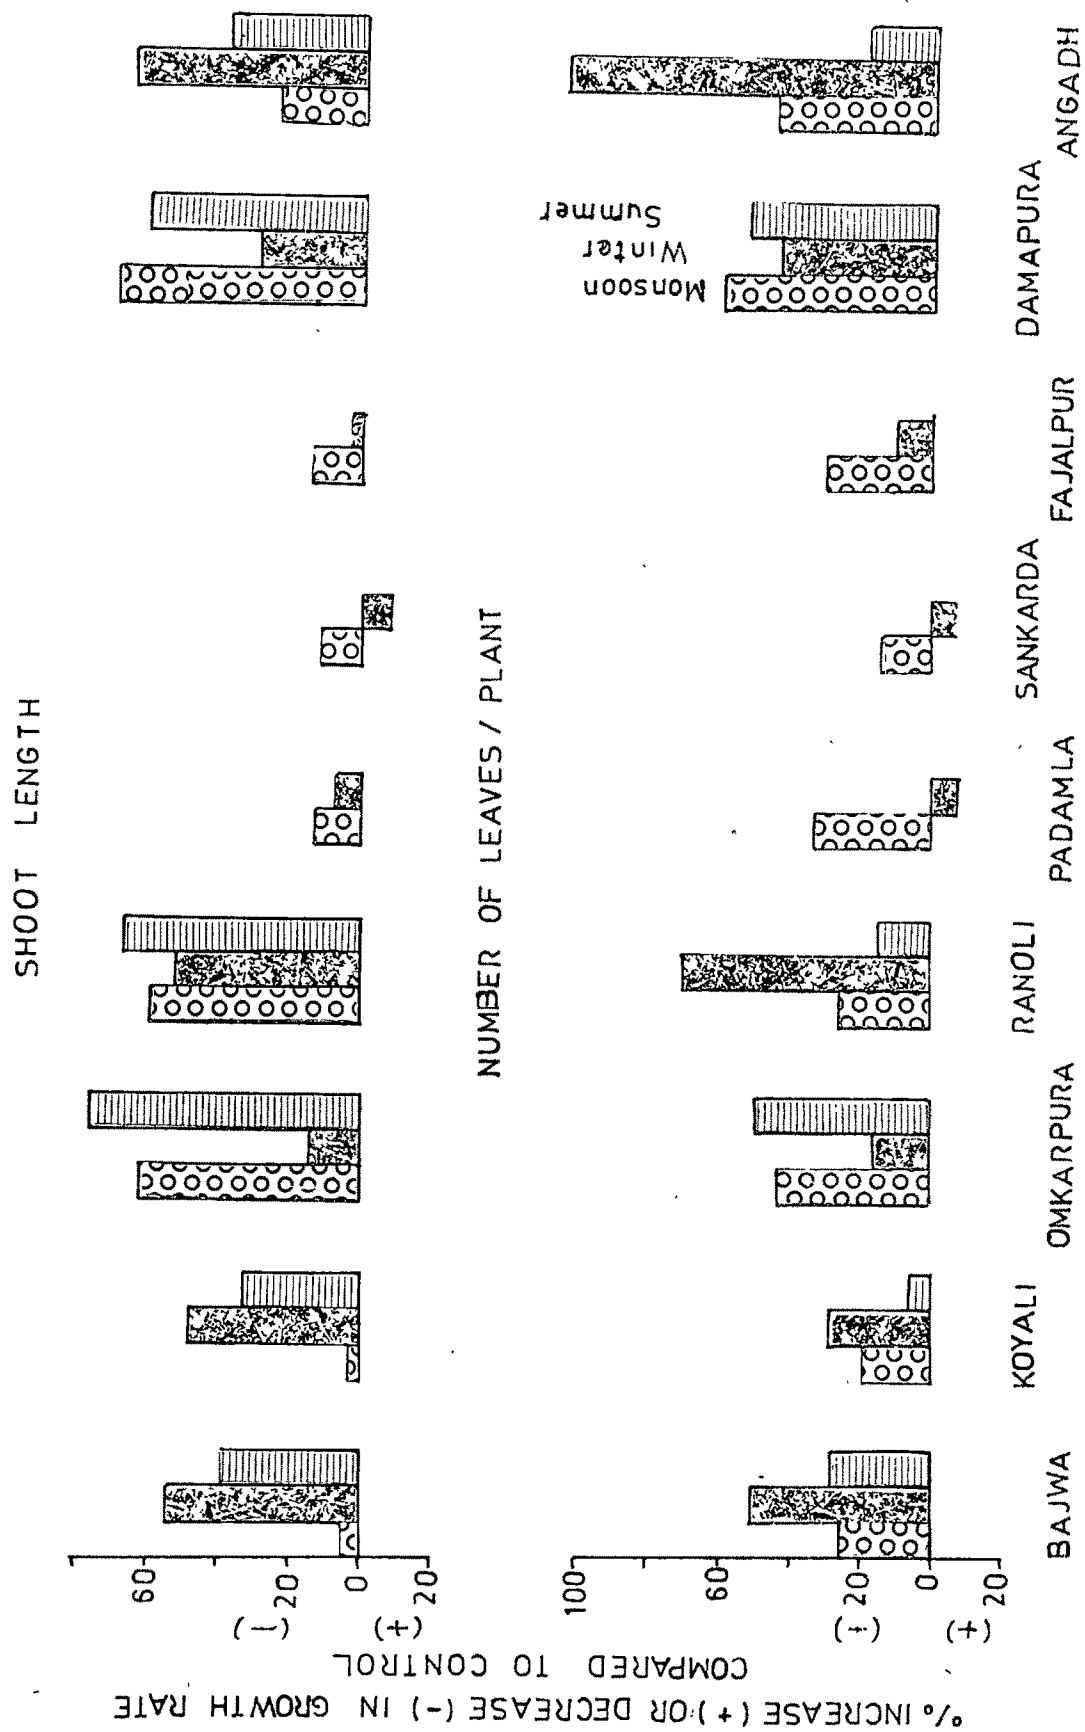 SHOOT LENGTH
60
20
0
20
(-)
(+)
NUMBER OF LEAVES / PLANT
Monsoon
Winter
Summer
100
60
20
0
20
(-)
(+)
% INCREASE (+) OR DECREASE (-) IN GROWTH RATE
COMPARED TO CONTROL
BAJWA
KOYALI
OMKARPURA
RANOLI
PADAMLA
SANKARDA
FAJALPUR
DAMAPURA
ANGADH